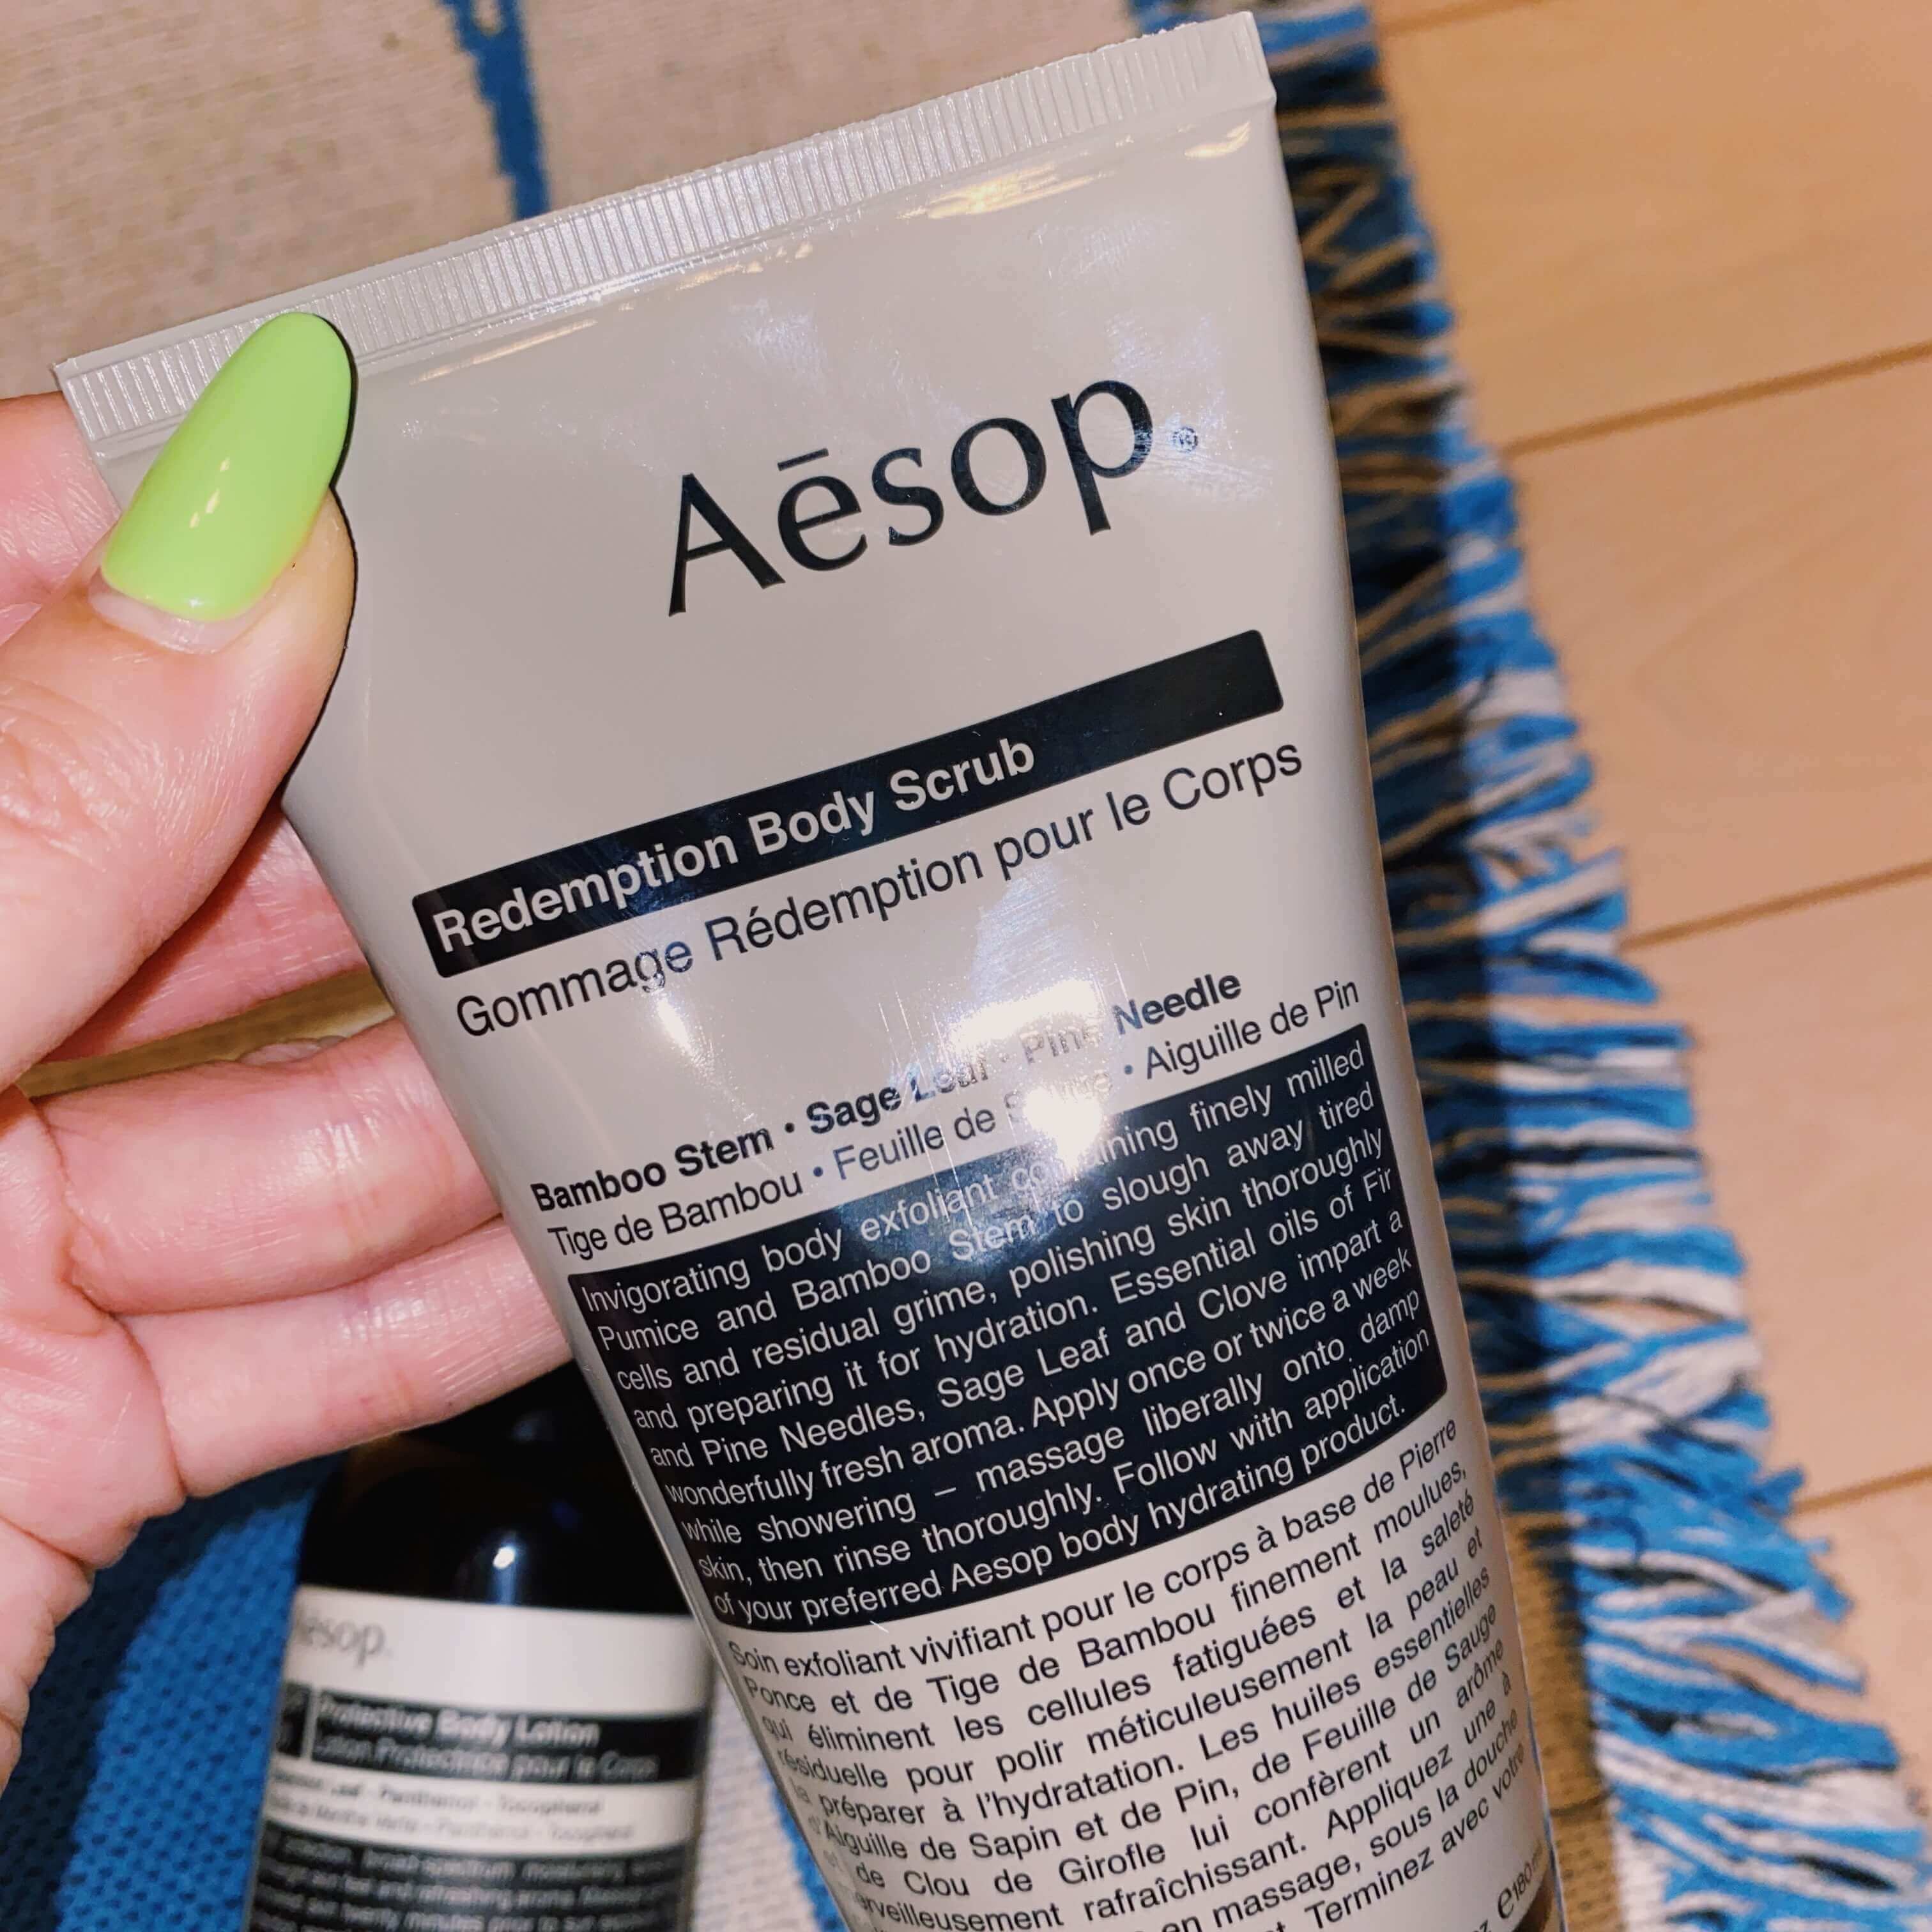 Aēsop.®
Redemption Body Scrub
Gommage Rédemption pour le Corps
Bamboo Stem • Sage Leaf • Pine Needle
Tige de Bambou • Feuille de Sauge • Aiguille de Pin
Invigorating body exfoliant containing finely milled
Pumice and Bamboo Stem to slough away tired
cells and residual grime, polishing skin thoroughly
and preparing it for hydration. Essential oils of Fir
and Pine Needles, Sage Leaf and Clove impart a
wonderfully fresh aroma. Apply once or twice a week
while showering – massage liberally onto damp
skin, then rinse thoroughly. Follow with application
of your preferred Aesop body hydrating product.
Soin exfoliant vivifiant pour le corps à base de Pierre
Ponce et de Tige de Bambou finement moulues,
qui éliminent les cellules fatiguées et la saleté
résiduelle pour polir méticuleusement la peau et
la préparer à l'hydratation. Les huiles essentielles
d'Aiguille de Sapin et de Pin, de Feuille de Sauge
et de Clou de Girofle lui confèrent un arôme
merveilleusement rafraîchissant. Appliquez une à
en massage, sous la douche
Terminez avec votre
℮180
Aesop.
Protective Body Lotion
Lotion Protectrice pour le Corps
Panthenol - Tocopherol
Panthenol - Tocopherol